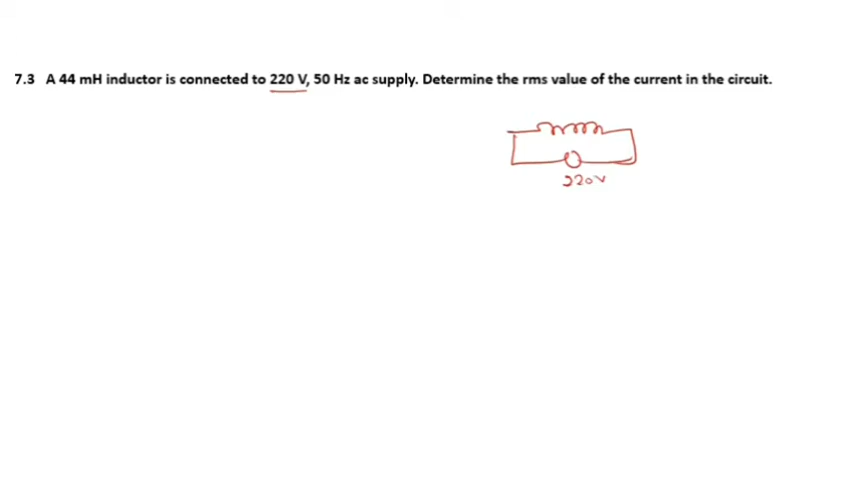 7.3 A 44 mH inductor is connected to 220 V, 50 Hz ac supply. Determine the rms value of the current in the circuit.
220V